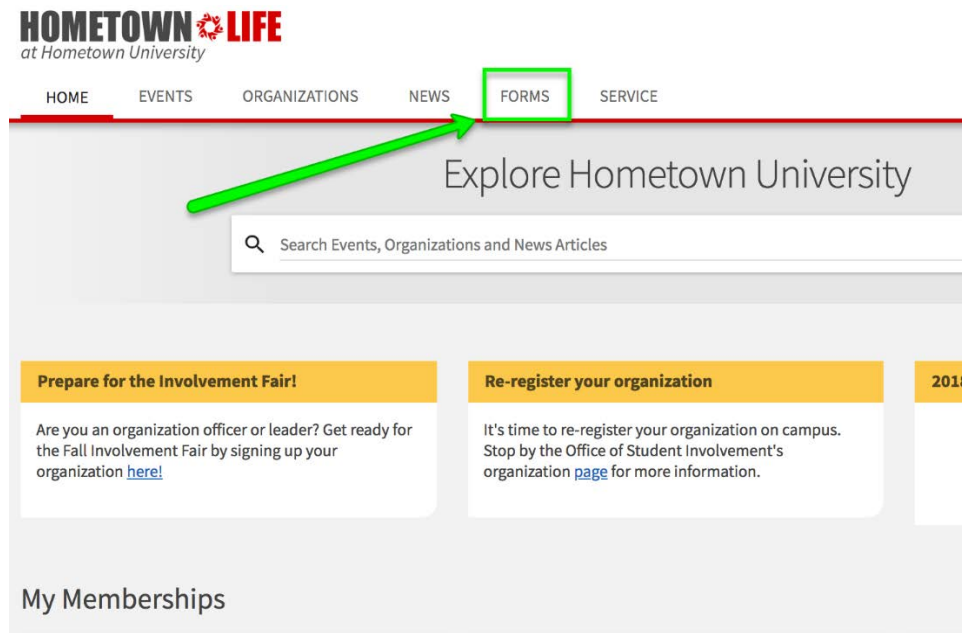 HOMETOWN LIFE
at Hometown University
HOME EVENTS ORGANIZATIONS NEWS FORMS SERVICE
Explore Hometown University
Search Events, Organizations and News Articles
Prepare for the Involvement Fair!
Are you an organization officer or leader? Get ready for
the Fall Involvement Fair by signing up your
organization here!
Re-register your organization
It's time to re-register your organization on campus.
Stop by the Office of Student Involvement's
organization page for more information.
2018
My Memberships